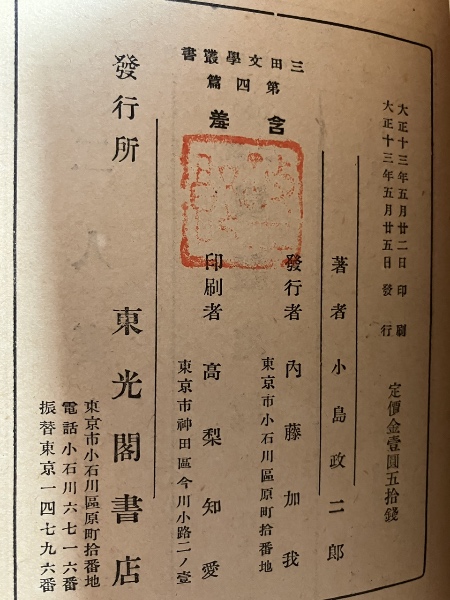 三田文學叢書
第四篇
含羞
大正十三年五月廿二日印刷
大正十三年五月廿五日發行
定價金壹圓五拾錢
著者 小島政二郎
發行者 內藤加我
東京市小石川區原町拾番地
印刷者 高梨知愛
東京市神田區今川小路二ノ壹
發行所 東光閣書店
東京市小石川區原町拾番地
電話小石川六七一六番
振替東京一四七九六番